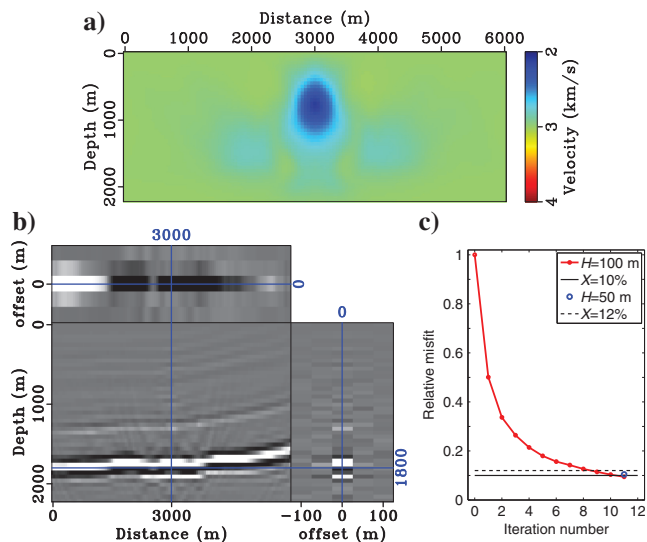 a)
Distance (m)
0 1000 2000 3000 4000 5000 6000
Depth (m)
0
1000
2000
2
3
4
Velocity (km/s)
b)
3000
offset (m)
0
0
0
Depth (m)
0
1000
2000
1800
0 3000
Distance (m)
-100 0 100
offset (m)
c)
Relative misfit
1
0.8
0.6
0.4
0.2
0
H=100 m
X=10%
H=50 m
X=12%
0 2 4 6 8 10 12
Iteration number